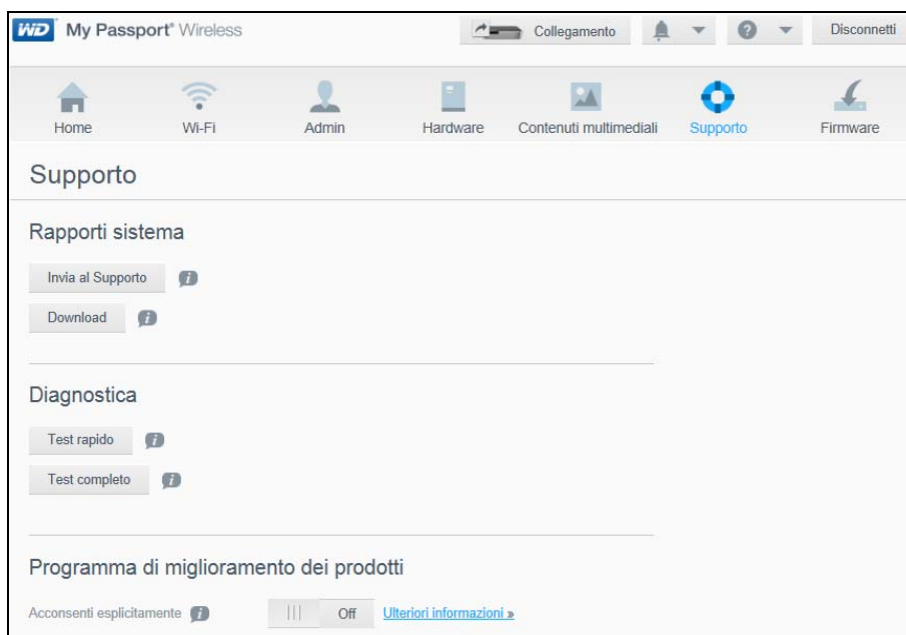 WD My Passport® Wireless Collegamento ? Disconnetti
Home Wi-Fi Admin Hardware Contenuti multimediali Supporto Firmware
Supporto
Rapporti sistema
Invia al Supporto i
Download i
Diagnostica
Test rapido i
Test completo i
Programma di miglioramento dei prodotti
Acconsenti esplicitamente i Off Ulteriori informazioni »